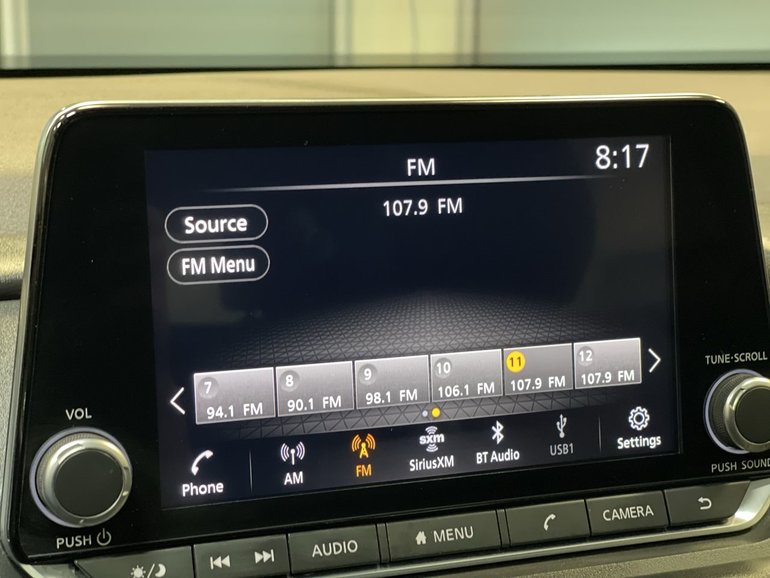 FM
8:17
107.9 FM
Source
FM Menu
7 8 9 10 11 12
94.1 FM 90.1 FM 98.1 FM 106.1 FM 107.9 FM 107.9 FM
Phone AM FM sxm SiriusXM BT Audio USB1 Settings
VOL
PUSH
TUNE·SCROLL
PUSH SOUND
AUDIO MENU CAMERA